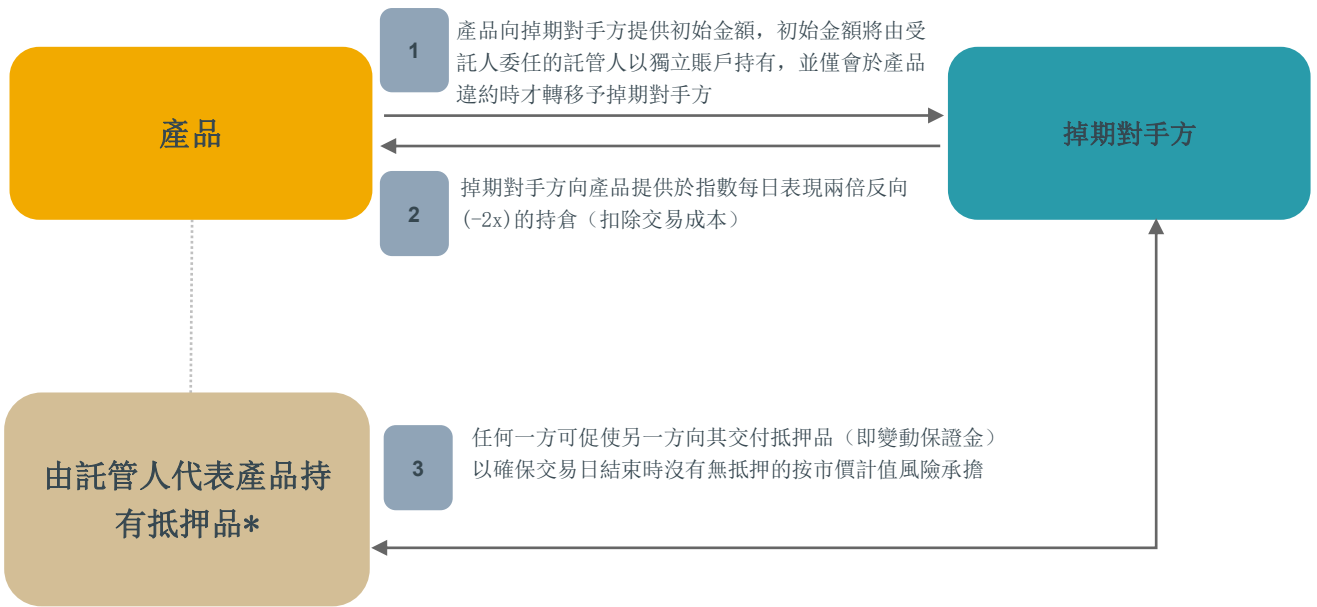 1
產品向掉期對手方提供初始金額，初始金額將由受
託人委任的託管人以獨立賬戶持有，並僅會於產品
違約時才轉移予掉期對手方
產品
掉期對手方
2
掉期對手方向產品提供於指數每日表現兩倍反向
(-2x)的持倉（扣除交易成本）
由託管人代表產品持
有抵押品*
3
任何一方可促使另一方向其交付抵押品（即變動保證金）
以確保交易日結束時沒有無抵押的按市價計值風險承擔